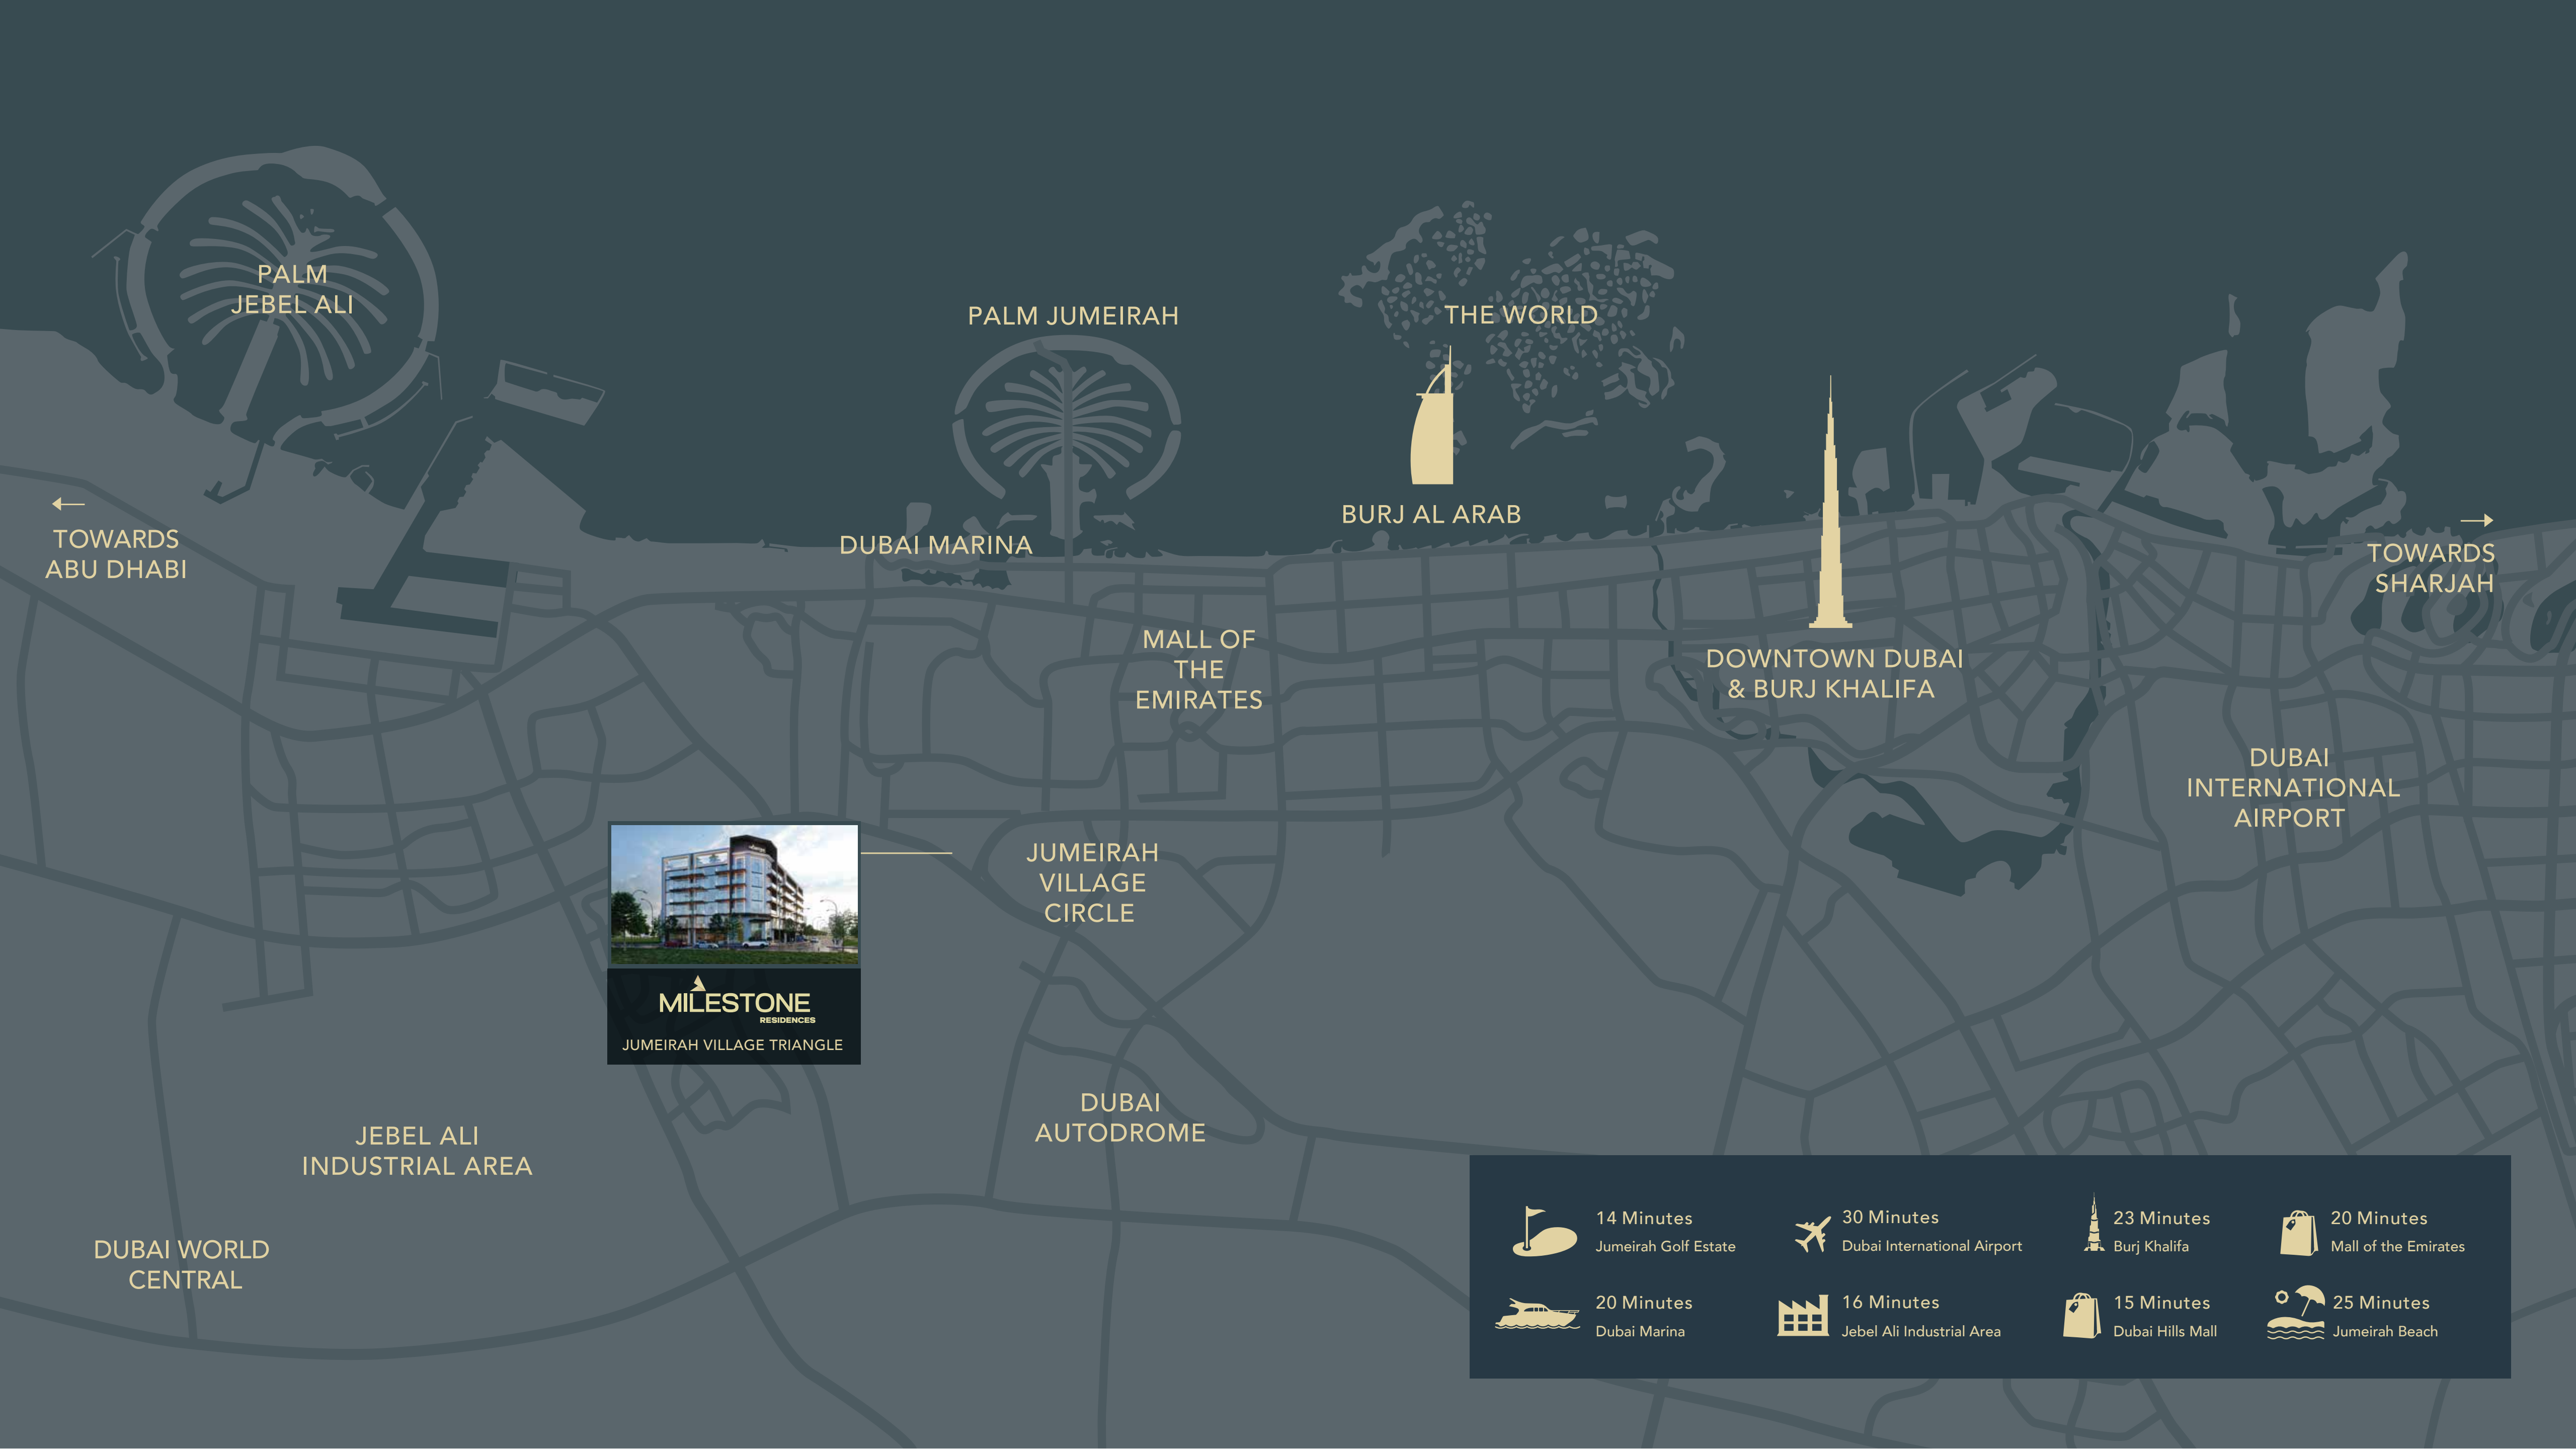 PALM
JEBEL ALI
PALM JUMEIRAH
THE WORLD
BURJ AL ARAB
TOWARDS
ABU DHABI
DUBAI MARINA
TOWARDS
SHARJAH
MALL OF
THE
EMIRATES
DOWNTOWN DUBAI
& BURJ KHALIFA
DUBAI
INTERNATIONAL
AIRPORT
JUMEIRAH
VILLAGE
CIRCLE
MILESTONE
RESIDENCES
JUMEIRAH VILLAGE TRIANGLE
DUBAI
AUTODROME
JEBEL ALI
INDUSTRIAL AREA
DUBAI WORLD
CENTRAL
14 Minutes
Jumeirah Golf Estate
30 Minutes
Dubai International Airport
23 Minutes
Burj Khalifa
20 Minutes
Mall of the Emirates
20 Minutes
Dubai Marina
16 Minutes
Jebel Ali Industrial Area
15 Minutes
Dubai Hills Mall
25 Minutes
Jumeirah Beach